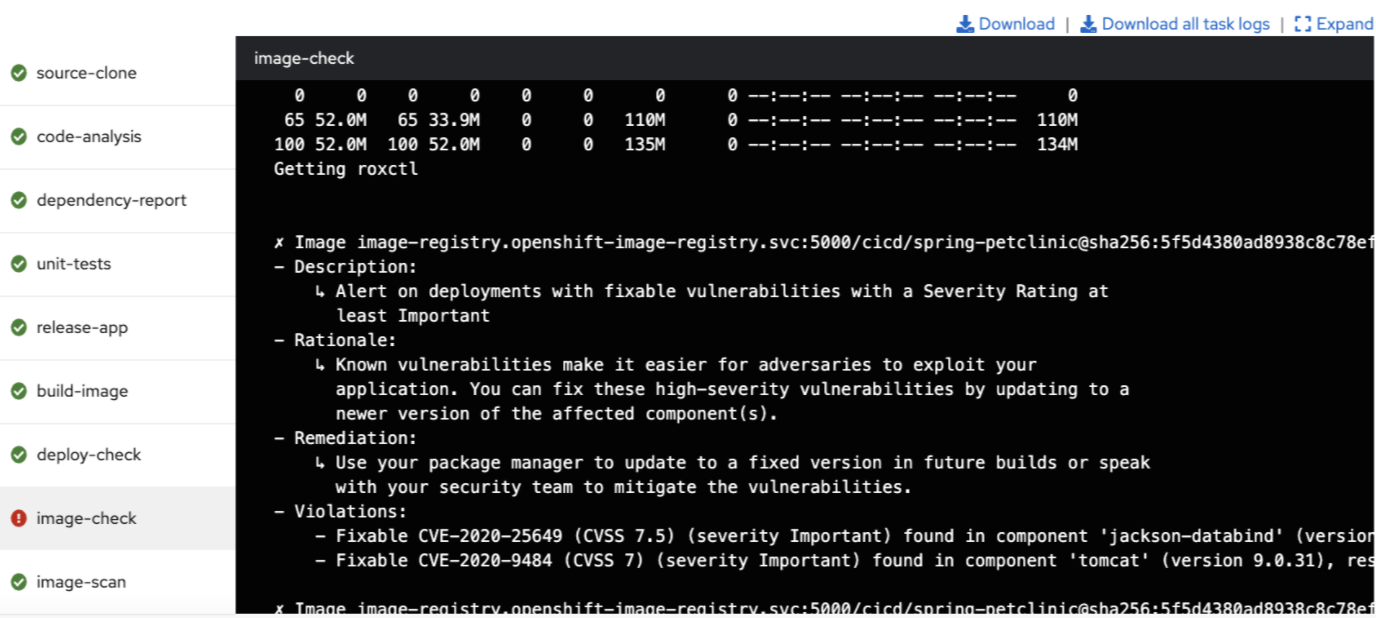 Download | Download all task logs | Expand
source-clone
code-analysis
dependency-report
unit-tests
release-app
build-image
deploy-check
image-check
image-scan
image-check
0 0 0 0 0 0 0 0 --:--:-- --:--:-- --:--:-- 0
65 52.0M 65 33.9M 0 0 110M 0 --:--:-- --:--:-- --:--:-- 110M
100 52.0M 100 52.0M 0 0 135M 0 --:--:-- --:--:-- --:--:-- 134M
Getting roxctl
✗ Image image-registry.openshift-image-registry.svc:5000/cicd/spring-petclinic@sha256:5f5d4380ad8938c8c78ef
- Description:
↳ Alert on deployments with fixable vulnerabilities with a Severity Rating at
least Important
- Rationale:
↳ Known vulnerabilities make it easier for adversaries to exploit your
application. You can fix these high-severity vulnerabilities by updating to a
newer version of the affected component(s).
- Remediation:
↳ Use your package manager to update to a fixed version in future builds or speak
with your security team to mitigate the vulnerabilities.
- Violations:
- Fixable CVE-2020-25649 (CVSS 7.5) (severity Important) found in component 'jackson-databind' (version
- Fixable CVE-2020-9484 (CVSS 7) (severity Important) found in component 'tomcat' (version 9.0.31), res
✗ Image image-registry.openshift-image-registry.svc:5000/cicd/spring-petclinic@sha256:5f5d4380ad8938c8c78ef